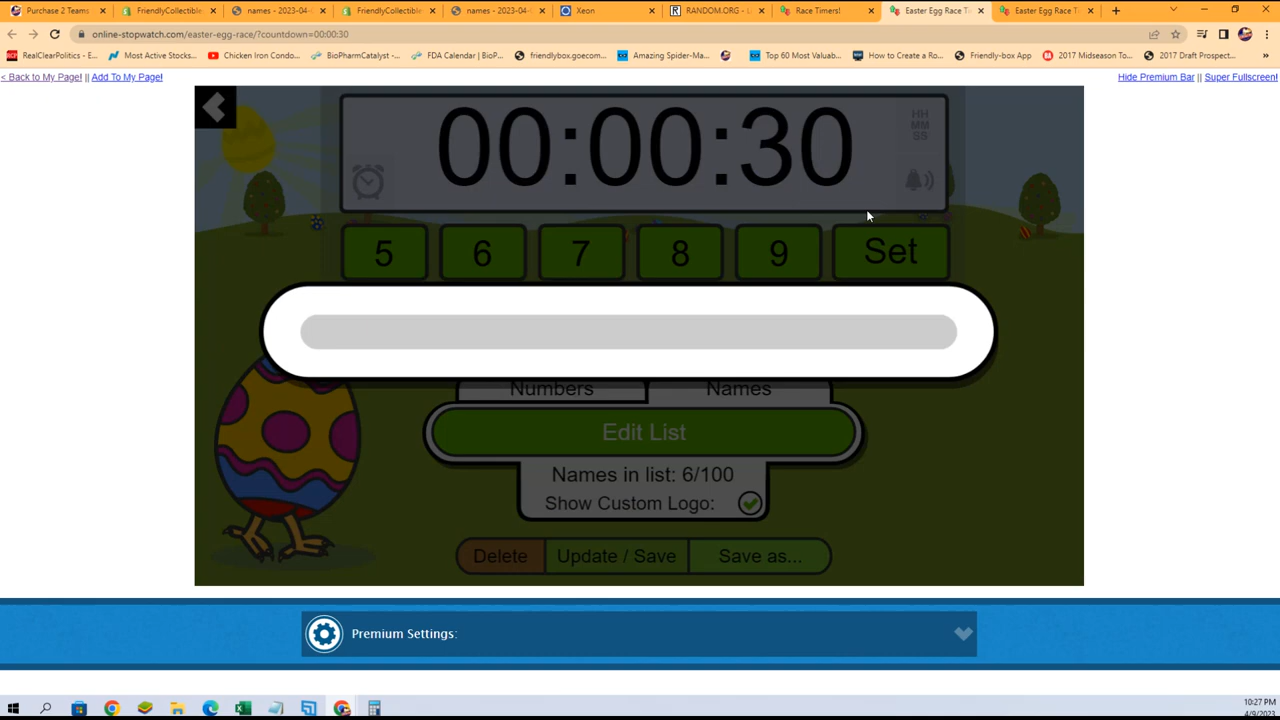 Purchase 2 Teams
FriendlyCollectible
names - 2023-04-
FriendlyCollectible
names - 2023-04-
Xeon
RANDOM.ORG - L
Race Timers!
Easter Egg Race Ti
Easter Egg Race Ti
online-stopwatch.com/easter-egg-race/?countdown=00:00:30
RealClearPolitics - E...
Most Active Stocks...
Chicken Iron Condo...
BioPharmCatalyst -...
FDA Calendar | BioP...
friendlybox.goecom...
Amazing Spider-Ma...
Top 60 Most Valuab...
How to Create a Ro...
Friendly-box App
2017 Midseason To...
2017 Draft Prospect...
»
< Back to My Page! || Add To My Page!
Hide Premium Bar || Super Fullscreen!
00:00:30
HH
MM
SS
5 6 7 8 9 Set
Numbers Names
Edit List
Names in list: 6/100
Show Custom Logo:
Delete Update / Save Save as...
Premium Settings:
10:27 PM
4/9/2023